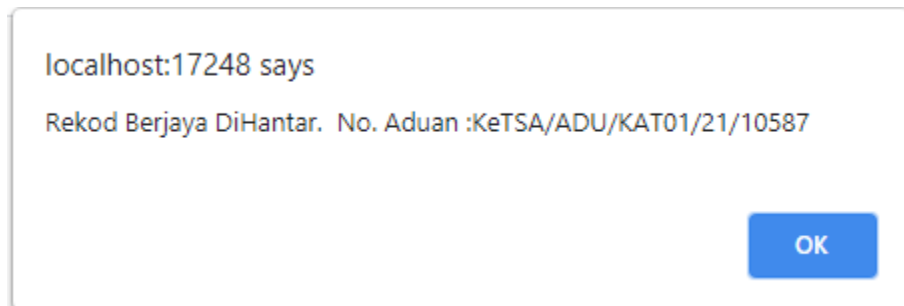 localhost:17248 says
Rekod Berjaya DiHantar.  No. Aduan :KeTSA/ADU/KAT01/21/10587
OK